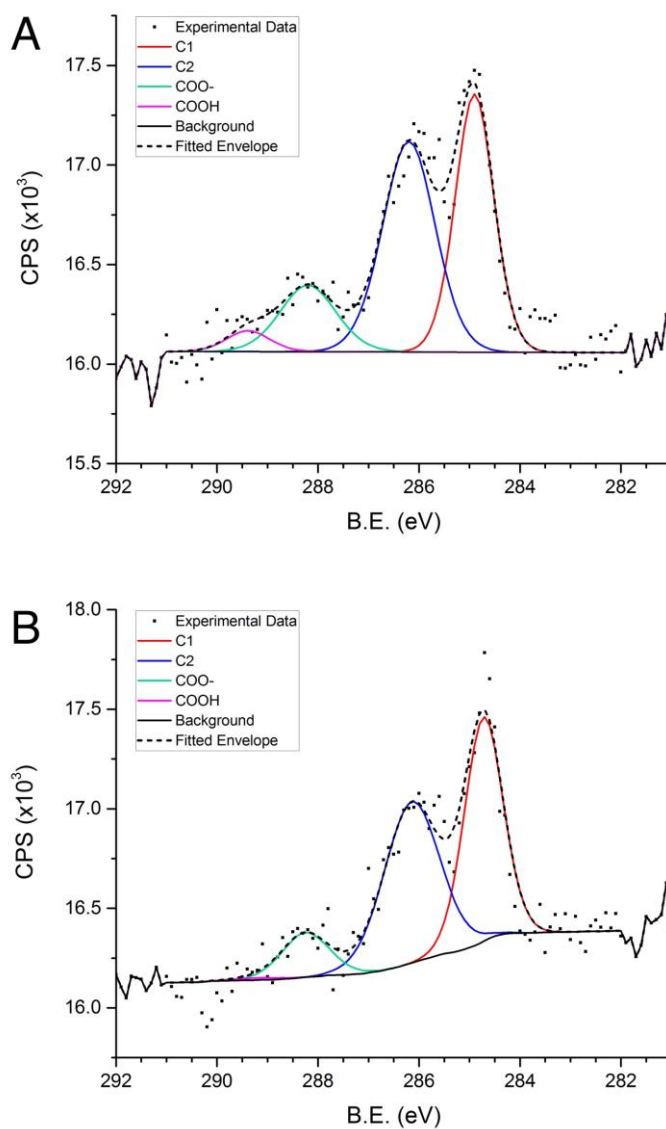 A
Experimental Data
C1
C2
COO-
COOH
Background
Fitted Envelope
17.5
17.0
16.5
16.0
15.5
CPS (x10³)
292 290 288 286 284 282
B.E. (eV)
B
Experimental Data
C1
C2
COO-
COOH
Background
Fitted Envelope
18.0
17.5
17.0
16.5
16.0
CPS (x10³)
292 290 288 286 284 282
B.E. (eV)